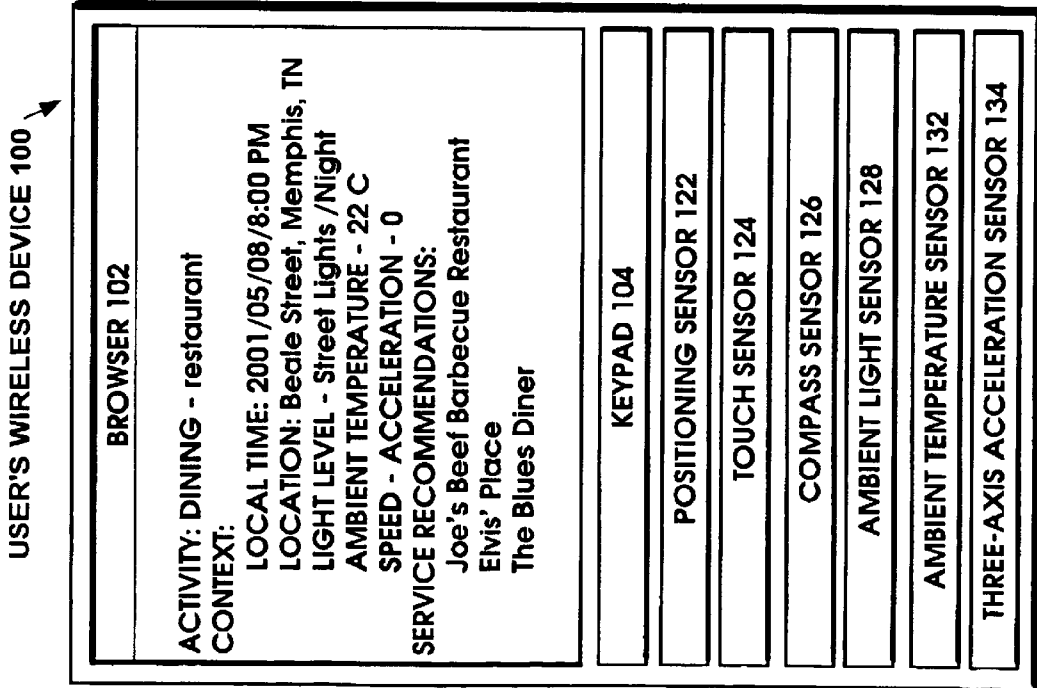 USER'S WIRELESS DEVICE 100
BROWSER 102
ACTIVITY: DINING - restaurant
CONTEXT:
LOCAL TIME: 2001/05/08/8:00 PM
LOCATION: Beale Street, Memphis, TN
LIGHT LEVEL - Street Lights /Night
AMBIENT TEMPERATURE - 22 C
SPEED - ACCELERATION - 0
SERVICE RECOMMENDATIONS:
Joe's Beef Barbecue Restaurant
Elvis' Place
The Blues Diner
KEYPAD 104
POSITIONING SENSOR 122
TOUCH SENSOR 124
COMPASS SENSOR 126
AMBIENT LIGHT SENSOR 128
AMBIENT TEMPERATURE SENSOR 132
THREE-AXIS ACCELERATION SENSOR 134